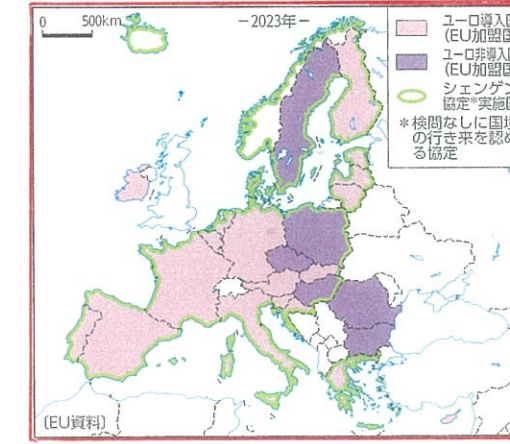 0 500km
－2023年－
ユーロ導入
(EU加盟国
ユーロ非導入
(EU加盟国
シェンゲン
協定*実施国
*検問なしに国境
の行き来を認め
る協定
〔EU資料〕